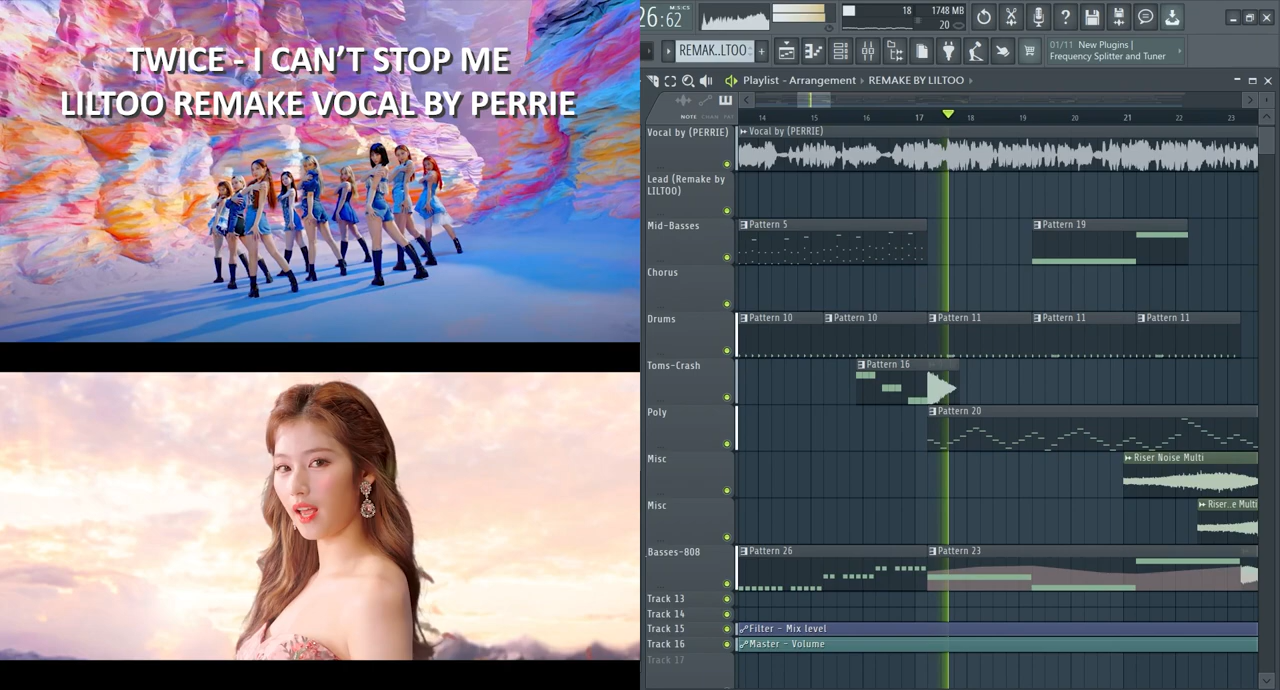 TWICE - I CAN'T STOP ME
LILTOO REMAKE VOCAL BY PERRIE
26:62
M:S:CS
18
1748 MB
20
REMAK..LTOO
01/11 New Plugins |
Frequency Splitter and Tuner
Playlist - Arrangement › REMAKE BY LILTOO ›
NOTE CHAN PAT
14 15 16 17 18 19 20 21 22 23
Vocal by (PERRIE)
Vocal by (PERRIE)
Lead (Remake by
LILTOO)
Mid-Basses
Pattern 5
Pattern 19
Chorus
Drums
Pattern 10
Pattern 10
Pattern 11
Pattern 11
Pattern 11
Toms-Crash
Pattern 16
Poly
Pattern 20
Misc
Riser Noise Multi
Misc
Riser..e Multi
Basses-808
Pattern 26
Pattern 23
Track 13
Track 14
Track 15
Filter - Mix level
Track 16
Master - Volume
Track 17